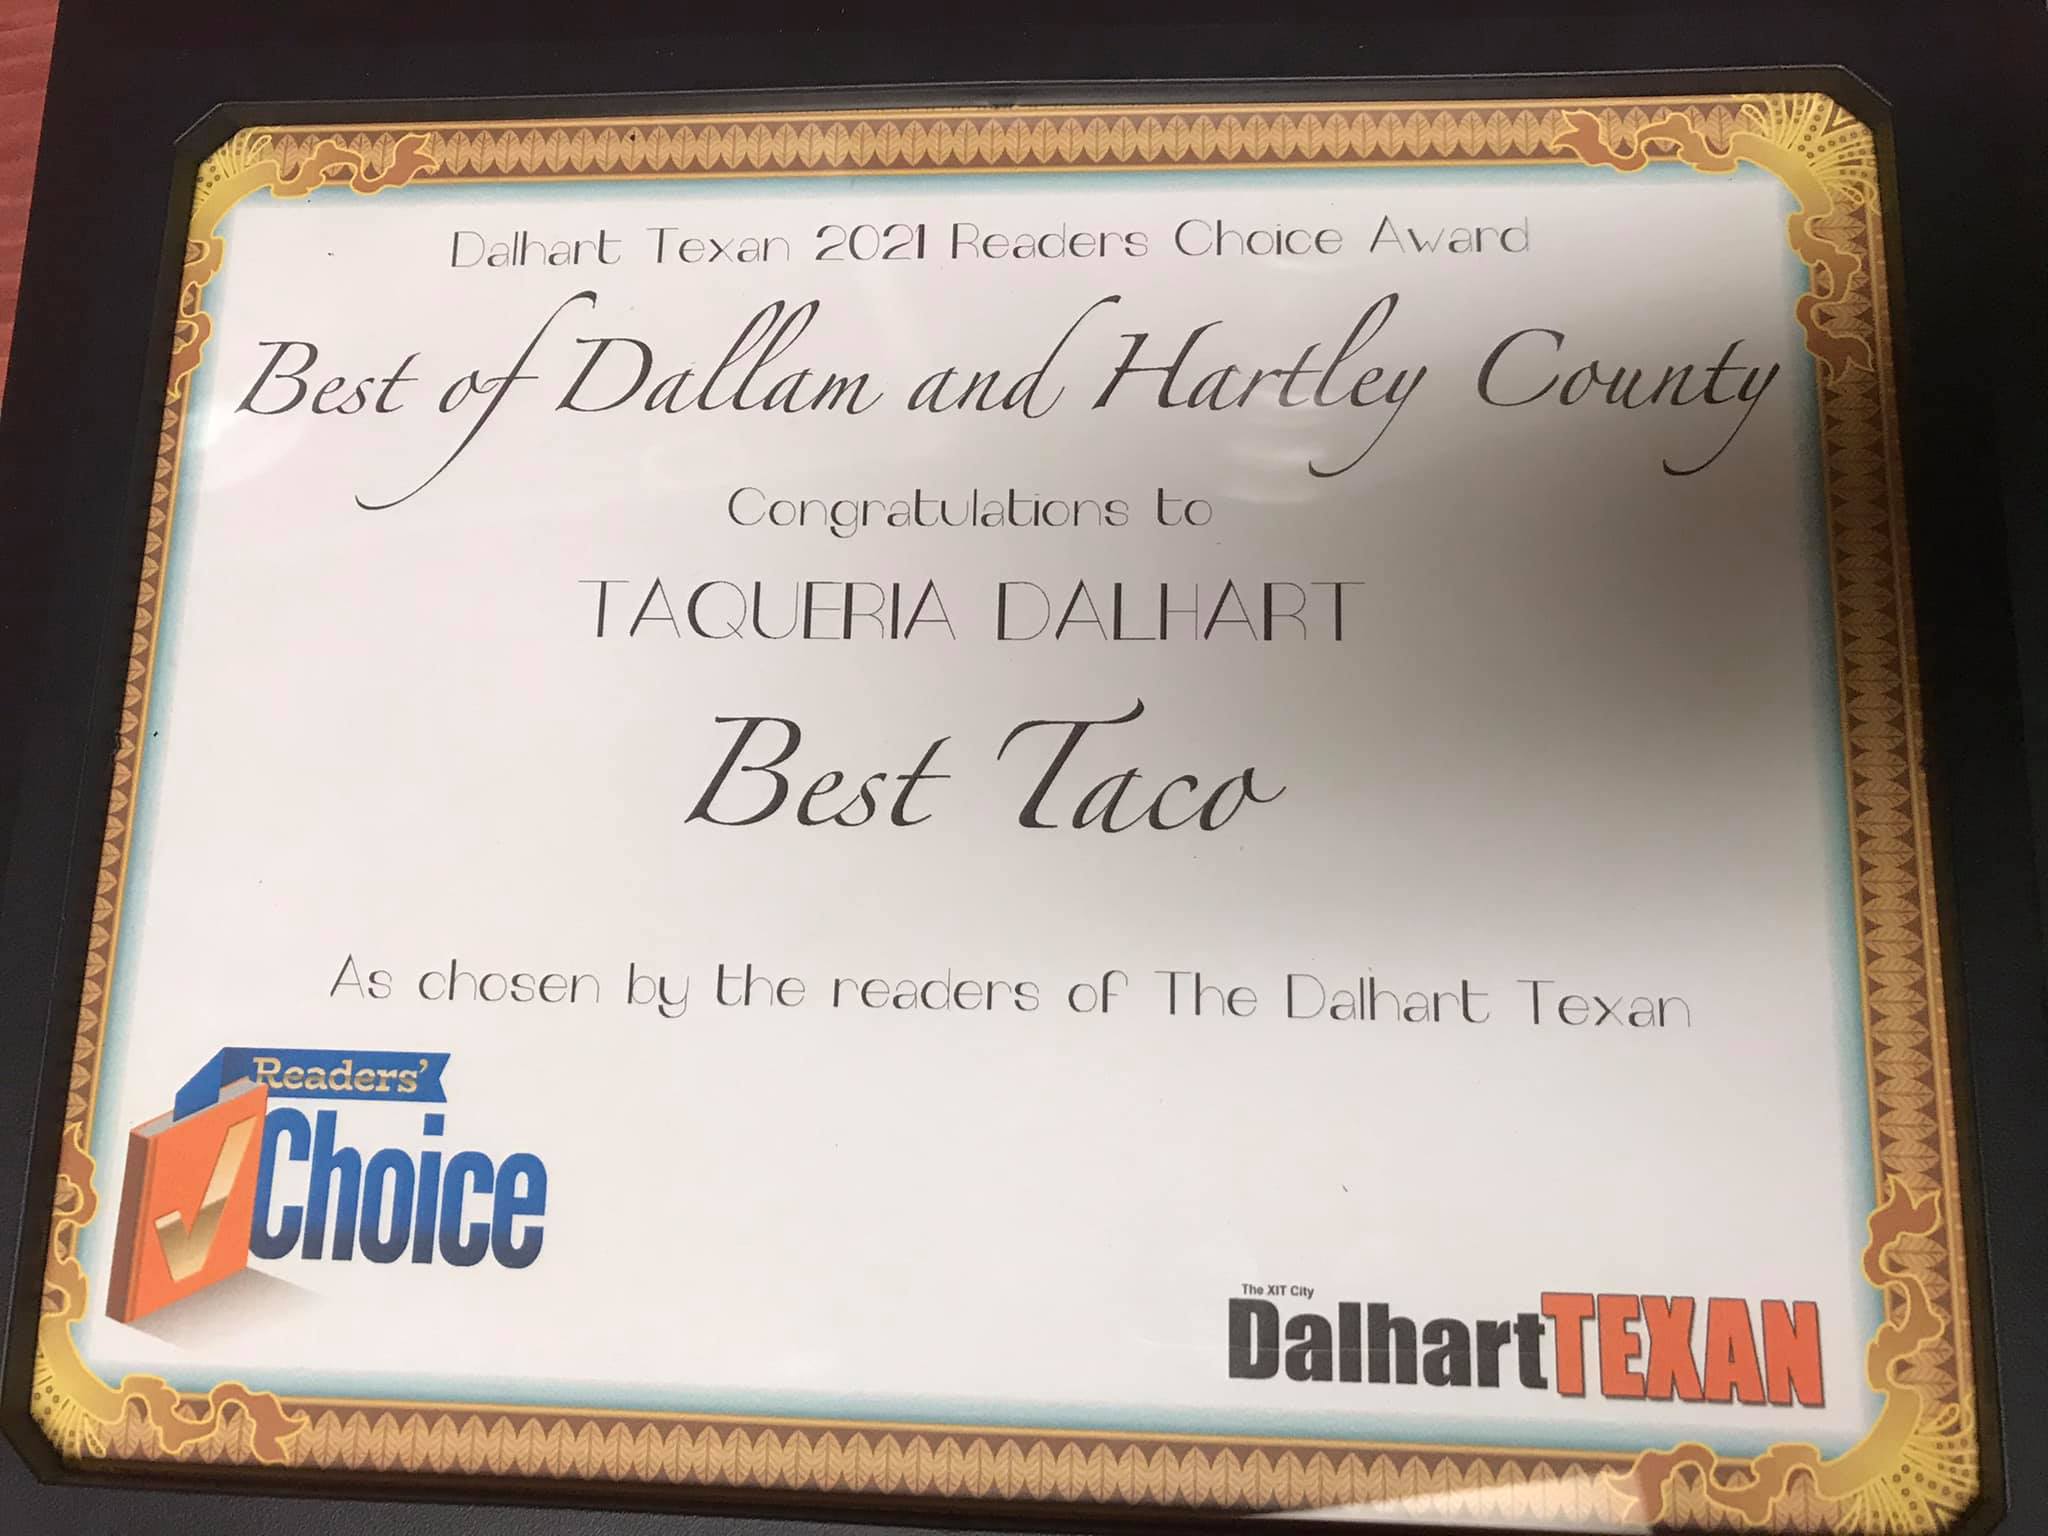 Dalhart Texan 2021 Readers Choice Award
Best of Dallam and Hartley County
Congratulations to
TAQUERIA DALHART
Best Taco
As chosen by the readers of The Dalhart Texan
Readers'
Choice
The XIT City
DalhartTEXAN